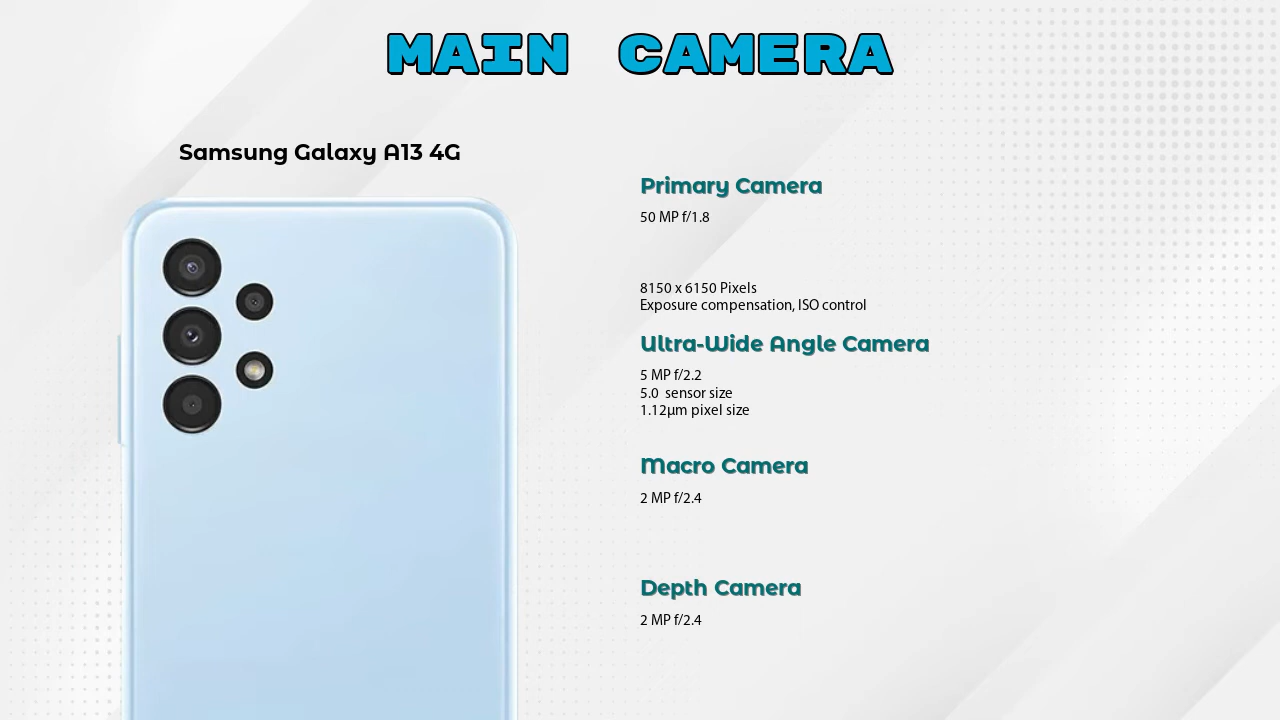 MAIN CAMERA
Samsung Galaxy A13 4G
Primary Camera
50 MP f/1.8
8150 x 6150 Pixels
Exposure compensation, ISO control
Ultra-Wide Angle Camera
5 MP f/2.2
5.0  sensor size
1.12µm pixel size
Macro Camera
2 MP f/2.4
Depth Camera
2 MP f/2.4